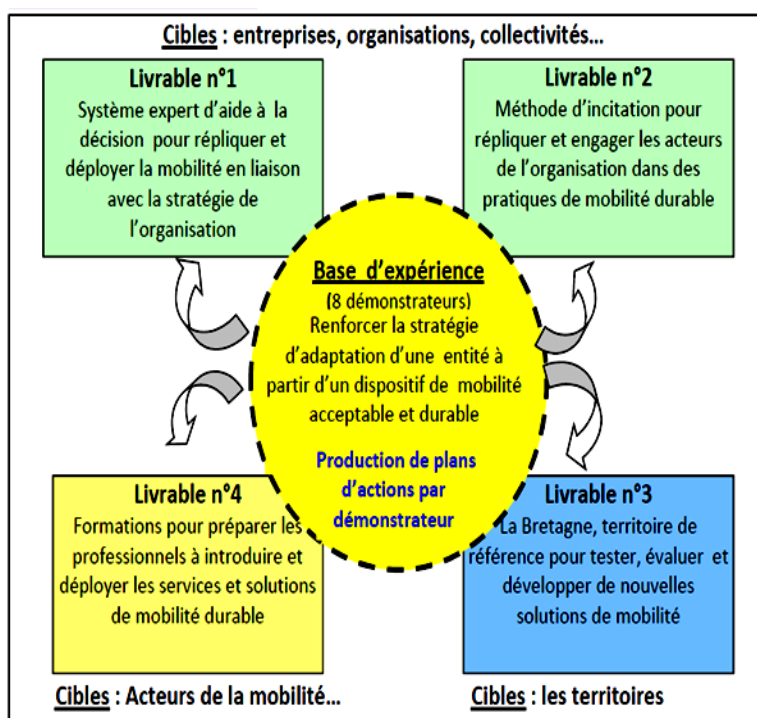 Cibles : entreprises, organisations, collectivités...
Livrable n°1
Système expert d'aide à la
décision pour répliquer et
déployer la mobilité en liaison
avec la stratégie de
l'organisation
Livrable n°2
Méthode d'incitation pour
répliquer et engager les acteurs
de l'organisation dans des
pratiques de mobilité durable
Base d'expérience
(8 démonstrateurs)
Renforcer la stratégie
d'adaptation d'une entité à
partir d'un dispositif de mobilité
acceptable et durable
Production de plans
d'actions par
démonstrateur
Livrable n°4
Formations pour préparer les
professionnels à introduire et
déployer les services et solutions
de mobilité durable
Livrable n°3
La Bretagne, territoire de
référence pour tester, évaluer et
développer de nouvelles
solutions de mobilité
Cibles : Acteurs de la mobilité...
Cibles : les territoires